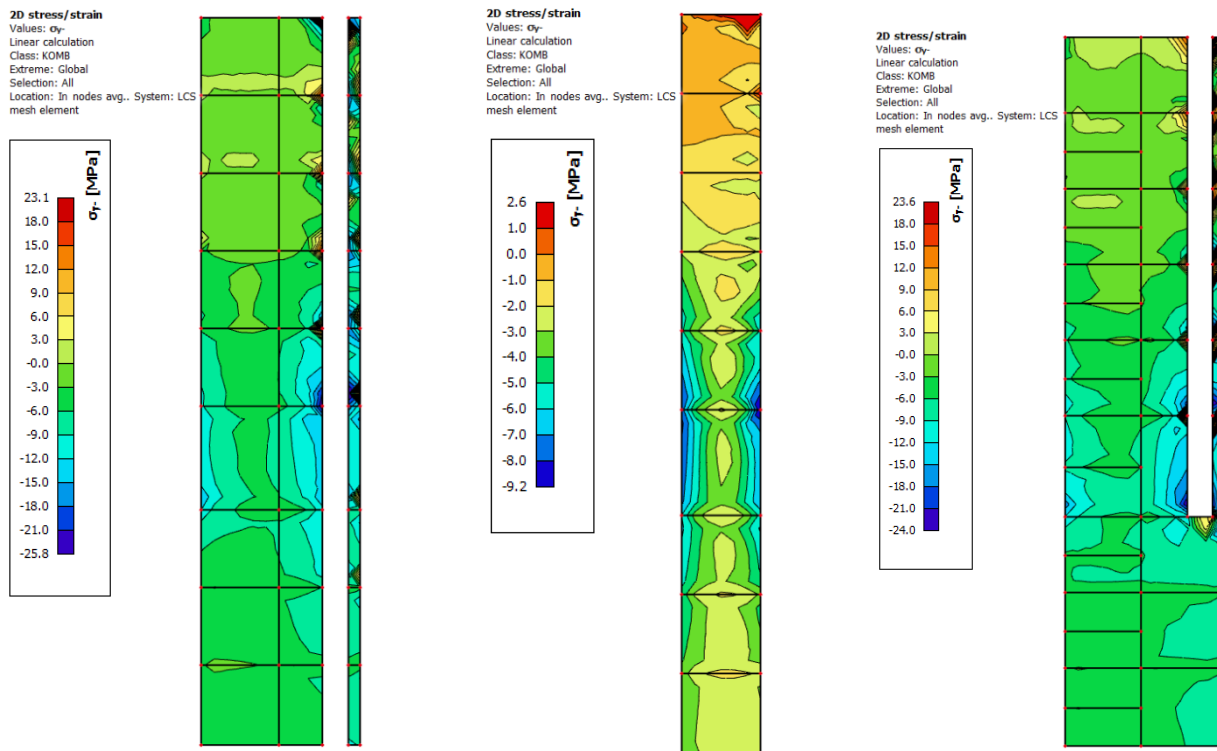 2D stress/strain
Values: σy-
Linear calculation
Class: KOMB
Extreme: Global
Selection: All
Location: In nodes avg.. System: LCS
mesh element
σy- [MPa]
23.1
18.0
15.0
12.0
9.0
6.0
3.0
-0.0
-3.0
-6.0
-9.0
-12.0
-15.0
-18.0
-21.0
-25.8
2D stress/strain
Values: σy-
Linear calculation
Class: KOMB
Extreme: Global
Selection: All
Location: In nodes avg.. System: LCS
mesh element
σy- [MPa]
2.6
1.0
0.0
-1.0
-2.0
-3.0
-4.0
-5.0
-6.0
-7.0
-8.0
-9.2
2D stress/strain
Values: σy-
Linear calculation
Class: KOMB
Extreme: Global
Selection: All
Location: In nodes avg.. System: LCS
mesh element
σy- [MPa]
23.6
18.0
15.0
12.0
9.0
6.0
3.0
-0.0
-3.0
-6.0
-9.0
-12.0
-15.0
-18.0
-21.0
-24.0